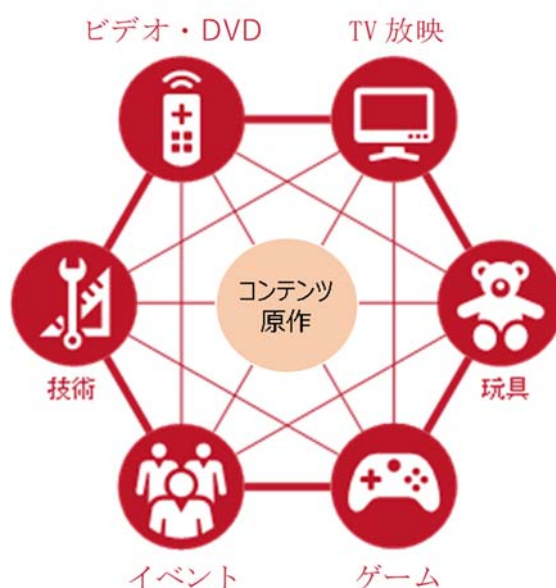 ビデオ・DVD
TV 放映
コンテンツ
原作
技術
玩具
イベント
ゲーム